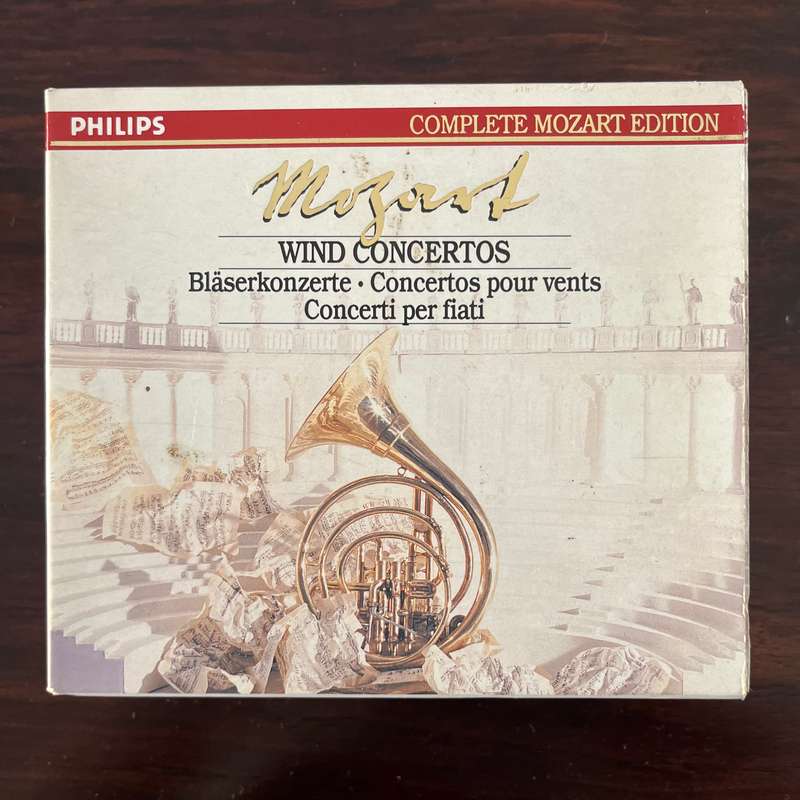 PHILIPS
COMPLETE MOZART EDITION
Mozart
WIND CONCERTOS
Bläserkonzerte · Concertos pour vents
Concerti per fiati